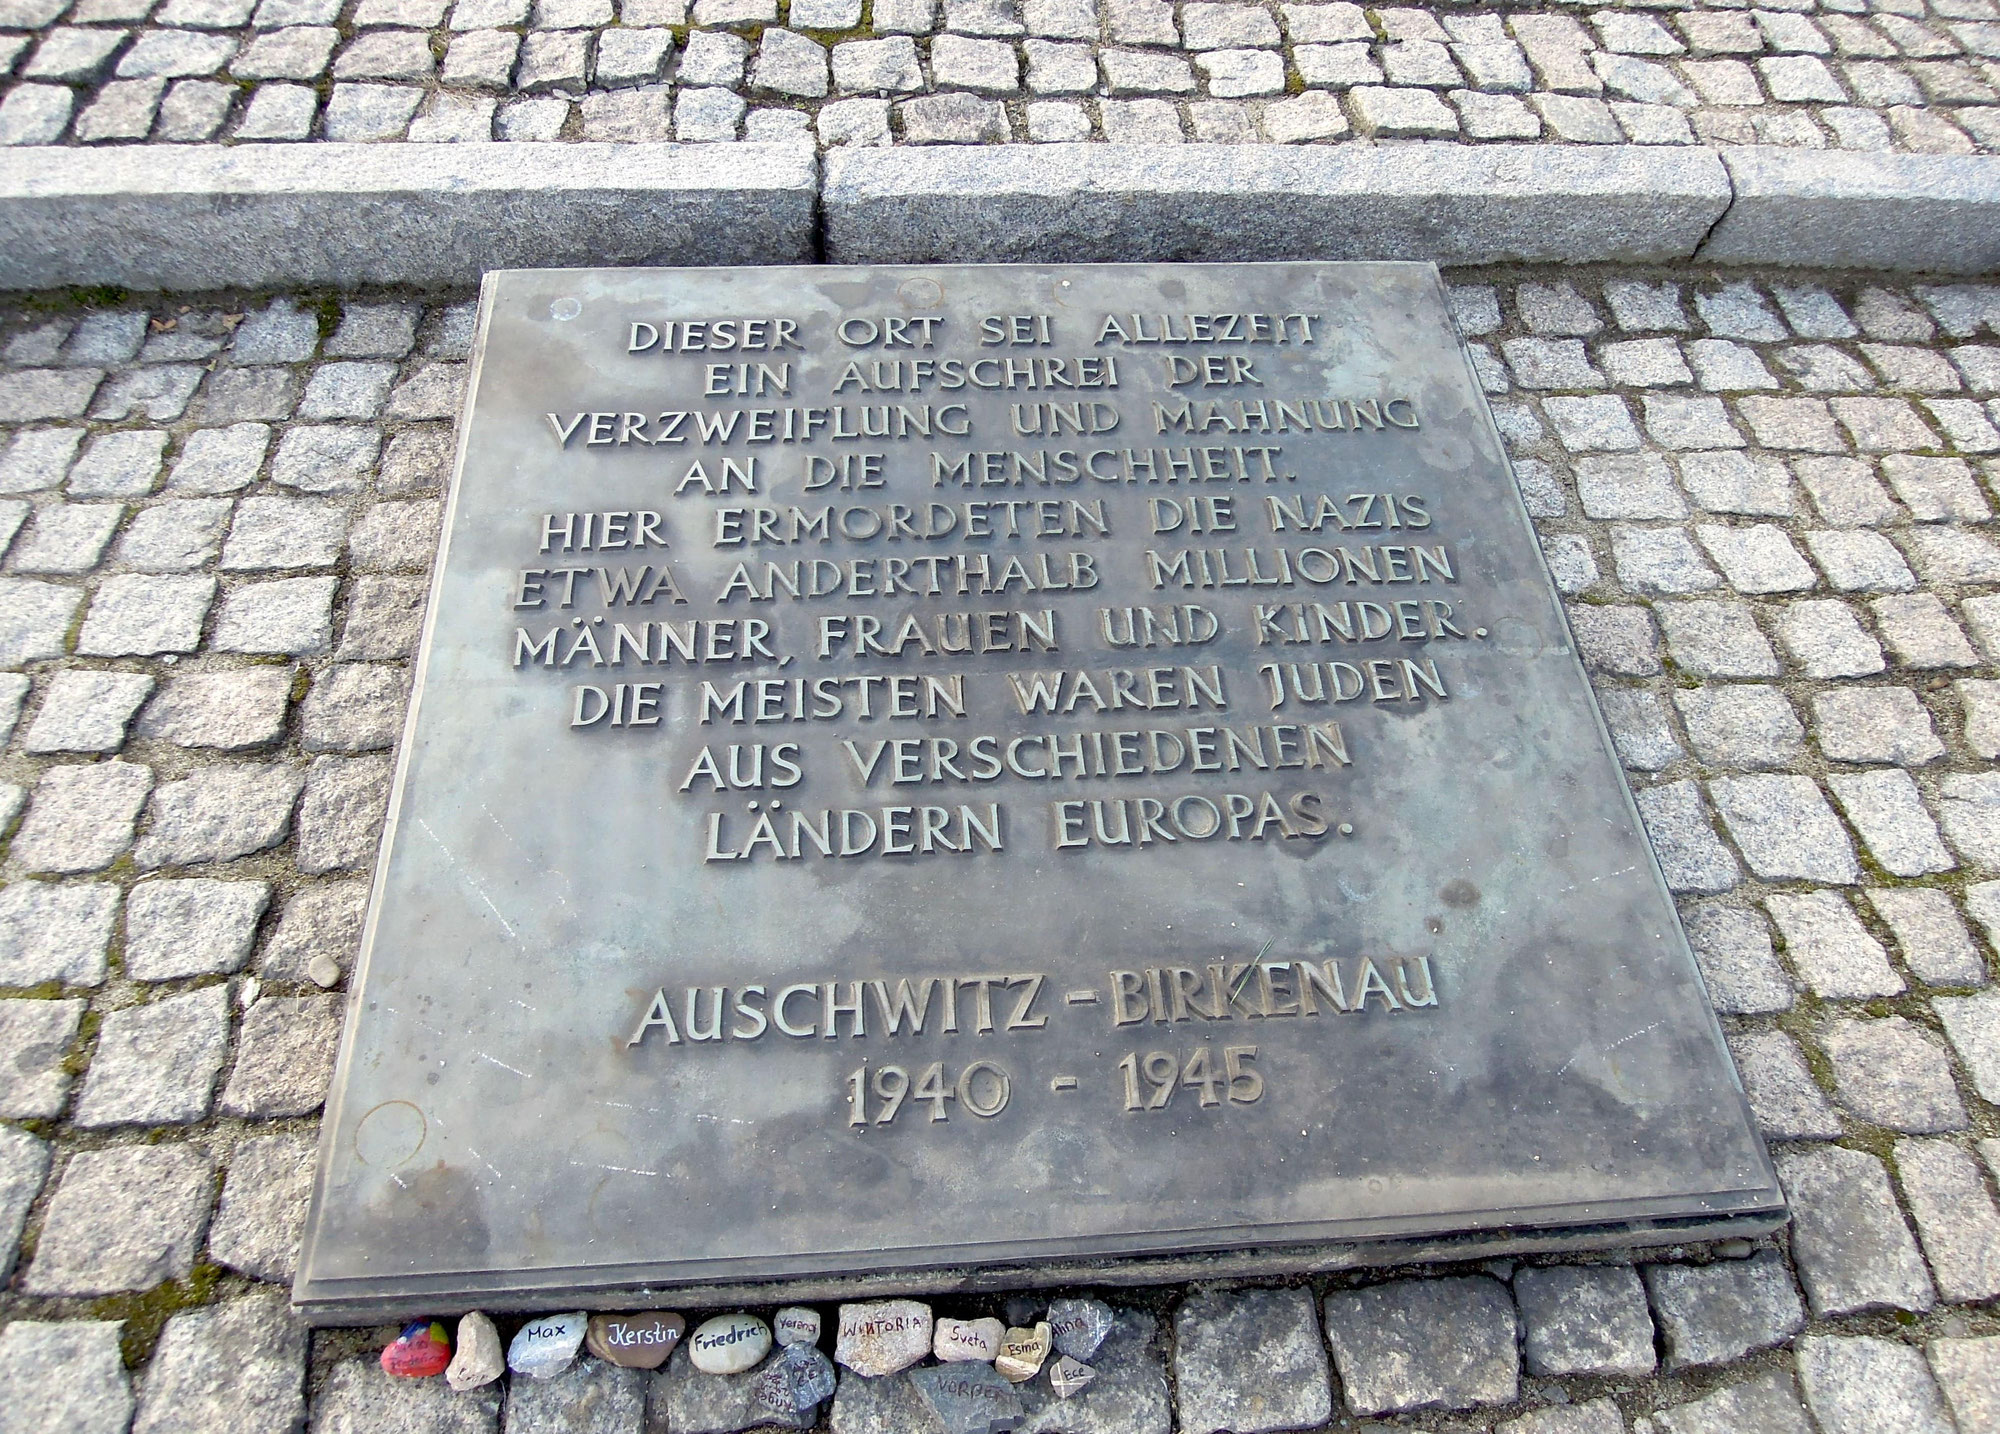 DIESER ORT SEI ALLEZEIT
EIN AUFSCHREI DER
VERZWEIFLUNG UND MAHNUNG
AN DIE MENSCHHEIT.
HIER ERMORDETEN DIE NAZIS
ETWA ANDERTHALB MILLIONEN
MÄNNER, FRAUEN UND KINDER.
DIE MEISTEN WAREN JUDEN
AUS VERSCHIEDENEN
LÄNDERN EUROPAS.
AUSCHWITZ - BIRKENAU
1940 - 1945
Max
Kerstin
Friedrich
WIKTORIA
Sveta
Esma
Alina
Ece